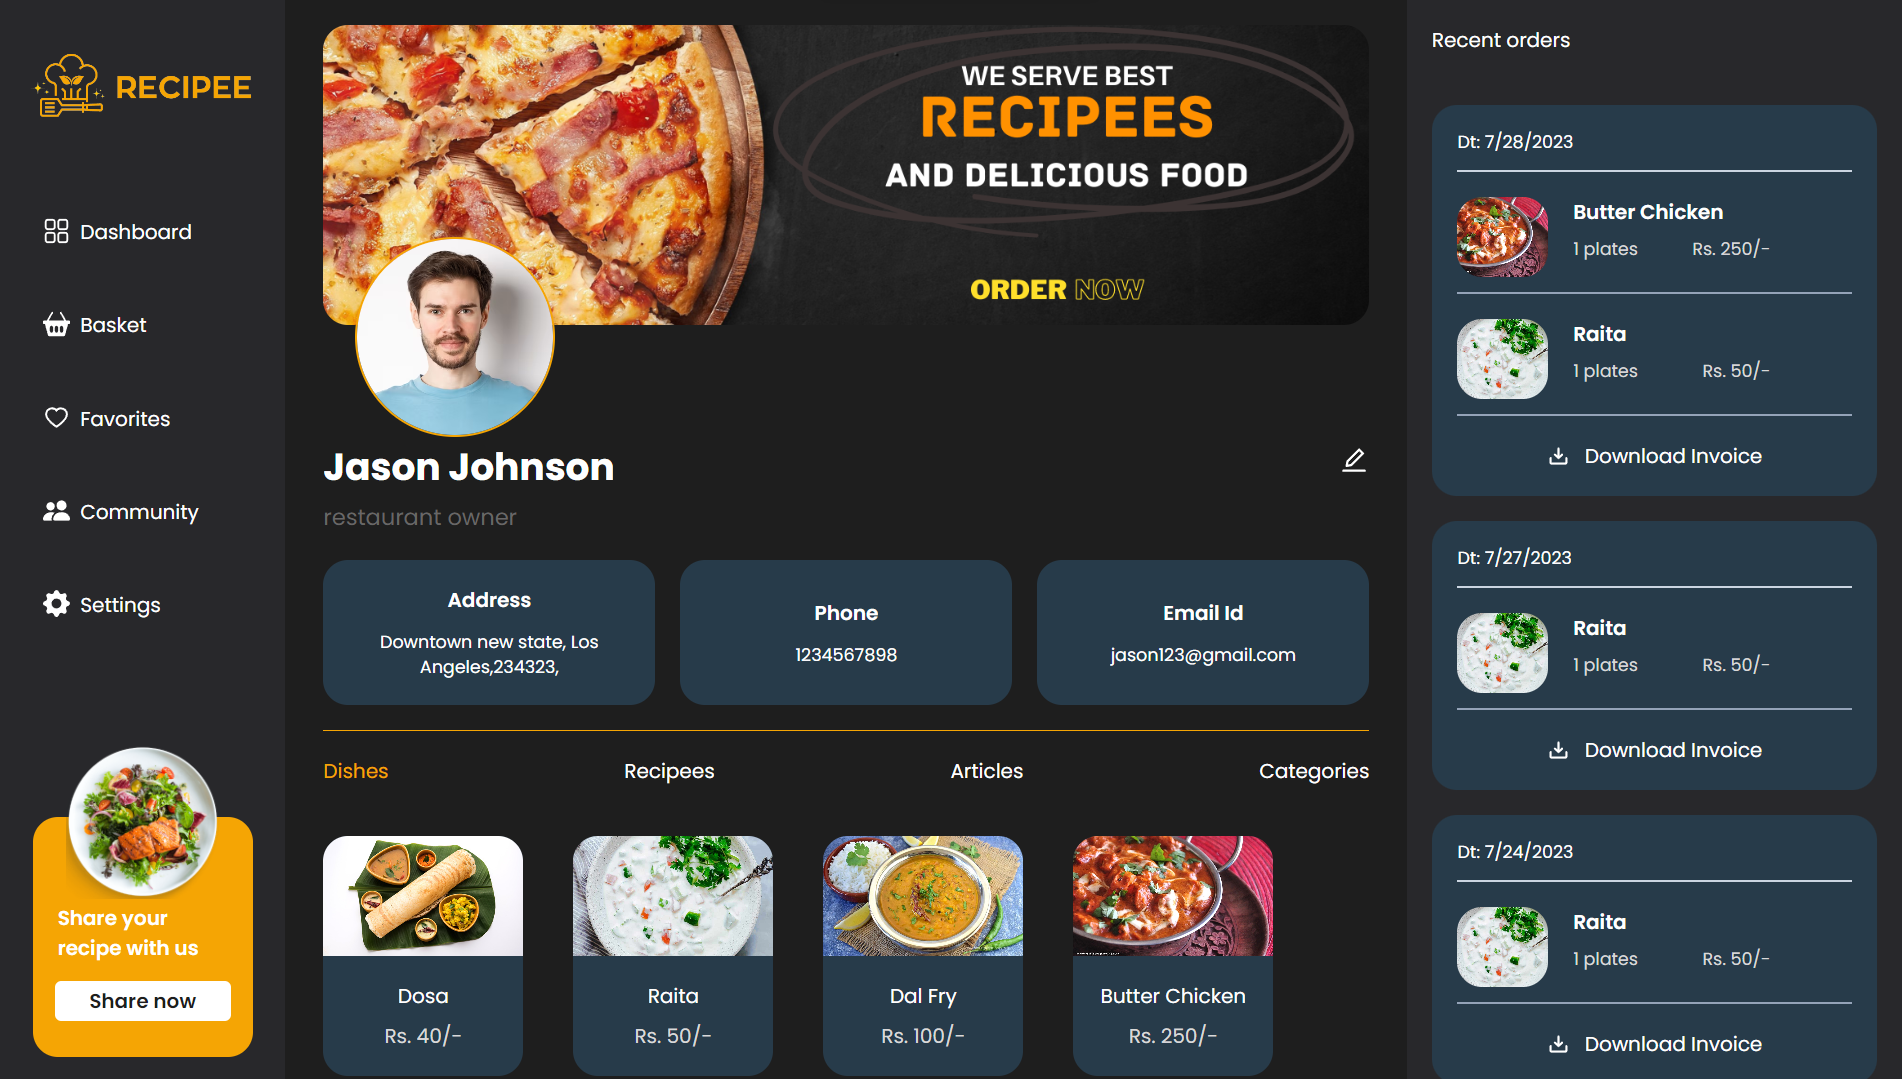 RECIPEE
Dashboard
Basket
Favorites
Community
Settings
Share your
recipe with us
Share now
WE SERVE BEST
RECIPEES
AND DELICIOUS FOOD
ORDER NOW
Jason Johnson
restaurant owner
Address
Downtown new state, Los
Angeles,234323,
Phone
1234567898
Email Id
jason123@gmail.com
Dishes
Recipees
Articles
Categories
Dosa
Rs. 40/-
Raita
Rs. 50/-
Dal Fry
Rs. 100/-
Butter Chicken
Rs. 250/-
Recent orders
Dt: 7/28/2023
Butter Chicken
1 plates Rs. 250/-
Raita
1 plates Rs. 50/-
Download Invoice
Dt: 7/27/2023
Raita
1 plates Rs. 50/-
Download Invoice
Dt: 7/24/2023
Raita
1 plates Rs. 50/-
Download Invoice